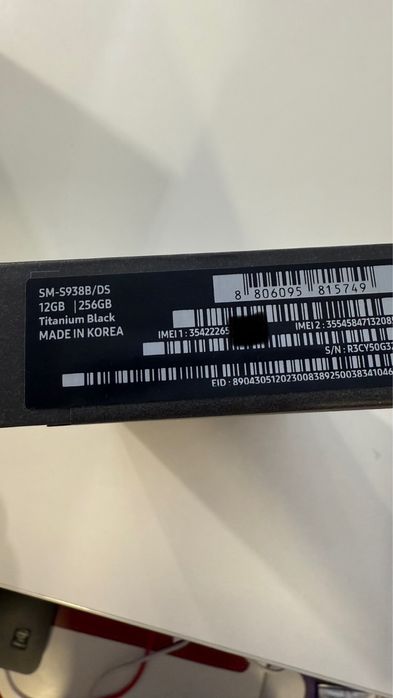 SM-S938B/DS
12GB | 256GB
Titanium Black
MADE IN KOREA
8 806095 815749
IMEI 1 : 35422265
IMEI 2 : 3554584713208
S/N : R3CY50G3
EID : 890430512023008389250038341046